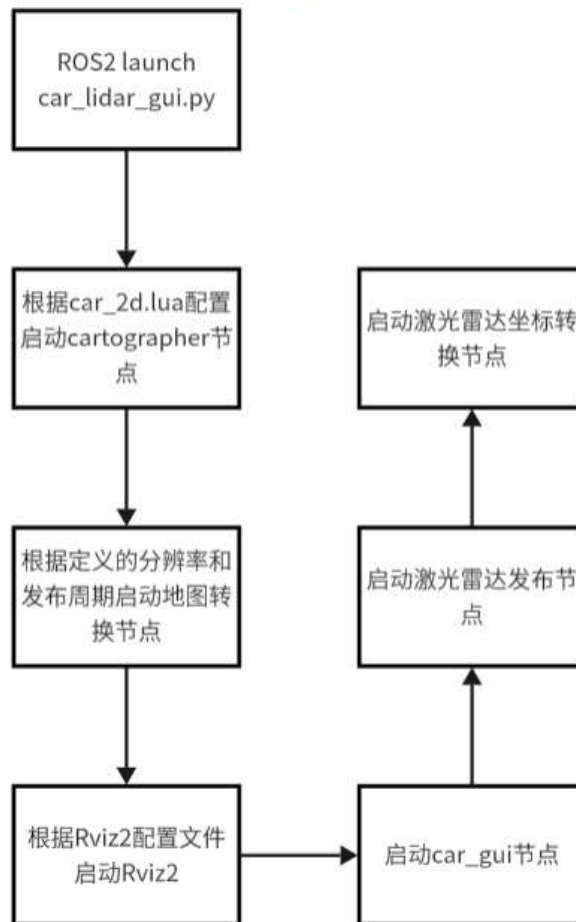 ROS2 launch
car_lidar_gui.py
根据car_2d.lua配置
启动cartographer节
点
根据定义的分辨率和
发布周期启动地图转
换节点
根据Rviz2配置文件
启动Rviz2
启动car_gui节点
启动激光雷达发布节
点
启动激光雷达坐标转
换节点